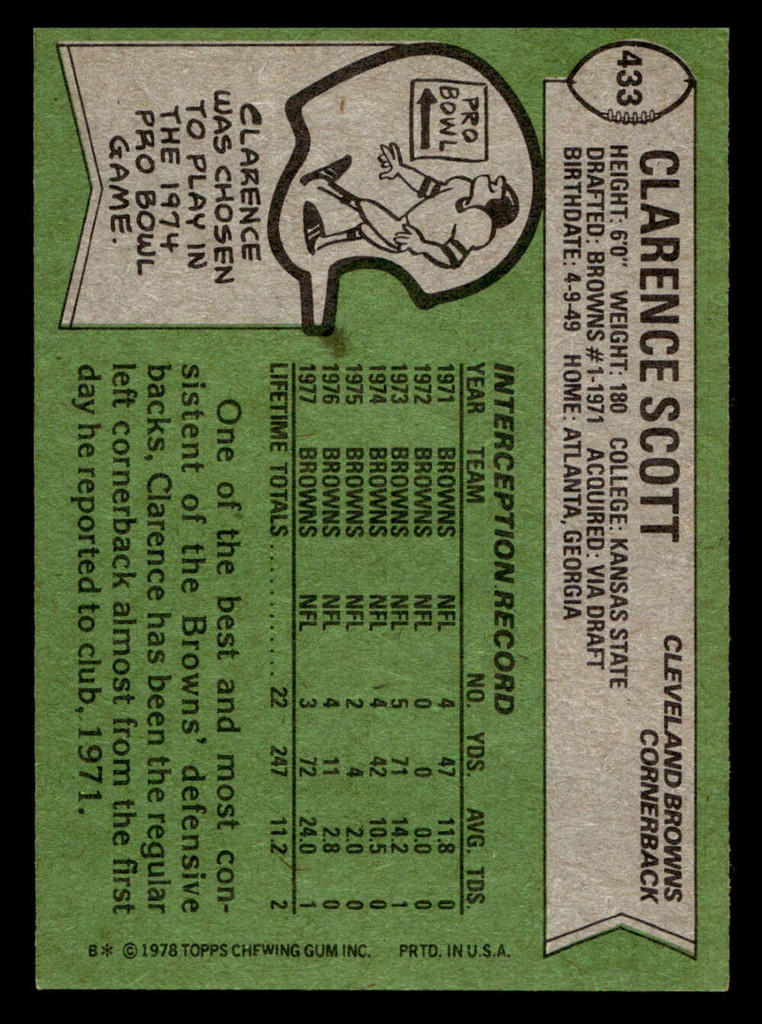 433
CLARENCE SCOTT
CLEVELAND BROWNS
CORNERBACK
HEIGHT: 6'0" WEIGHT: 180 COLLEGE: KANSAS STATE
DRAFTED: BROWNS #1-1971 ACQUIRED: VIA DRAFT
BIRTHDATE: 4-9-49 HOME: ATLANTA, GEORGIA
PRO
BOWL
CLARENCE
WAS CHOSEN
TO PLAY IN
THE 1974
PRO BOWL
GAME.
INTERCEPTION RECORD
YEAR TEAM NO. YDS. AVG. TDS.
1971 BROWNS NFL 4 47 11.8 0
1972 BROWNS NFL 0 0 0.0 0
1973 BROWNS NFL 5 71 14.2 1
1974 BROWNS NFL 4 42 10.5 0
1975 BROWNS NFL 2 4 2.0 0
1976 BROWNS NFL 4 11 2.8 0
1977 BROWNS NFL 3 72 24.0 1
LIFETIME TOTALS............. 22 247 11.2 2
One of the best and most con-
sistent of the Browns' defensive
backs, Clarence has been the regular
left cornerback almost from the first
day he reported to club, 1971.
B* © 1978 TOPPS CHEWING GUM INC. PRTD. IN U.S.A.